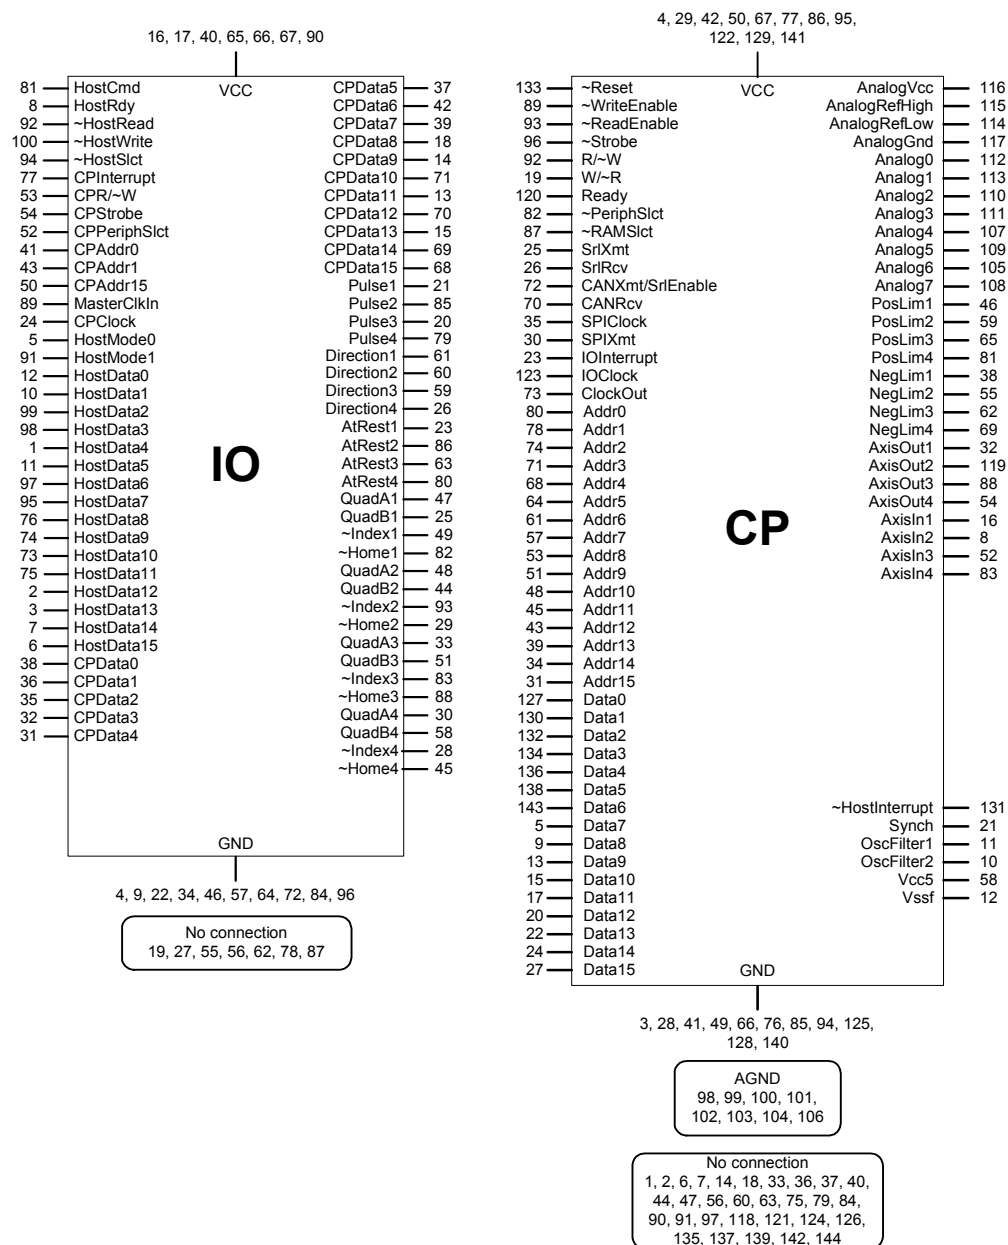 16, 17, 40, 65, 66, 67, 90
VCC
81 HostCmd
8 HostRdy
92 ~HostRead
100 ~HostWrite
94 ~HostSlct
77 CPInterrupt
53 CPR/~W
54 CPStrobe
52 CPPeriphSlct
41 CPAddr0
43 CPAddr1
50 CPAddr15
89 MasterClkIn
24 CPClock
5 HostMode0
91 HostMode1
12 HostData0
10 HostData1
99 HostData2
98 HostData3
1 HostData4
11 HostData5
97 HostData6
95 HostData7
76 HostData8
74 HostData9
73 HostData10
75 HostData11
2 HostData12
3 HostData13
7 HostData14
6 HostData15
38 CPData0
36 CPData1
35 CPData2
32 CPData3
31 CPData4
IO
CPData5 37
CPData6 42
CPData7 39
CPData8 18
CPData9 14
CPData10 71
CPData11 13
CPData12 70
CPData13 15
CPData14 69
CPData15 68
Pulse1 21
Pulse2 85
Pulse3 20
Pulse4 79
Direction1 61
Direction2 60
Direction3 59
Direction4 26
AtRest1 23
AtRest2 86
AtRest3 63
AtRest4 80
QuadA1 47
QuadB1 25
~Index1 49
~Home1 82
QuadA2 48
QuadB2 44
~Index2 93
~Home2 29
QuadA3 33
QuadB3 51
~Index3 83
~Home3 88
QuadA4 30
QuadB4 58
~Index4 28
~Home4 45
GND
4, 9, 22, 34, 46, 57, 64, 72, 84, 96
No connection
19, 27, 55, 56, 62, 78, 87
4, 29, 42, 50, 67, 77, 86, 95,
122, 129, 141
VCC
133 ~Reset
89 ~WriteEnable
93 ~ReadEnable
96 ~Strobe
92 R/~W
19 W/~R
120 Ready
82 ~PeriphSlct
87 ~RAMSlct
25 SrlXmt
26 SrlRcv
72 CANXmt/SrlEnable
70 CANRcv
35 SPIClock
30 SPIXmt
23 IOInterrupt
123 IOClock
73 ClockOut
80 Addr0
78 Addr1
74 Addr2
71 Addr3
68 Addr4
64 Addr5
61 Addr6
57 Addr7
53 Addr8
51 Addr9
48 Addr10
45 Addr11
43 Addr12
39 Addr13
34 Addr14
31 Addr15
127 Data0
130 Data1
132 Data2
134 Data3
136 Data4
138 Data5
143 Data6
5 Data7
9 Data8
13 Data9
15 Data10
17 Data11
20 Data12
22 Data13
24 Data14
27 Data15
CP
AnalogVcc 116
AnalogRefHigh 115
AnalogRefLow 114
AnalogGnd 117
Analog0 112
Analog1 113
Analog2 110
Analog3 111
Analog4 107
Analog5 109
Analog6 105
Analog7 108
PosLim1 46
PosLim2 59
PosLim3 65
PosLim4 81
NegLim1 38
NegLim2 55
NegLim3 62
NegLim4 69
AxisOut1 32
AxisOut2 119
AxisOut3 88
AxisOut4 54
AxisIn1 16
AxisIn2 8
AxisIn3 52
AxisIn4 83
~HostInterrupt 131
Synch 21
OscFilter1 11
OscFilter2 10
Vcc5 58
Vssf 12
GND
3, 28, 41, 49, 66, 76, 85, 94, 125,
128, 140
AGND
98, 99, 100, 101,
102, 103, 104, 106
No connection
1, 2, 6, 7, 14, 18, 33, 36, 37, 40,
44, 47, 56, 60, 63, 75, 79, 84,
90, 91, 97, 118, 121, 124, 126,
135, 137, 139, 142, 144